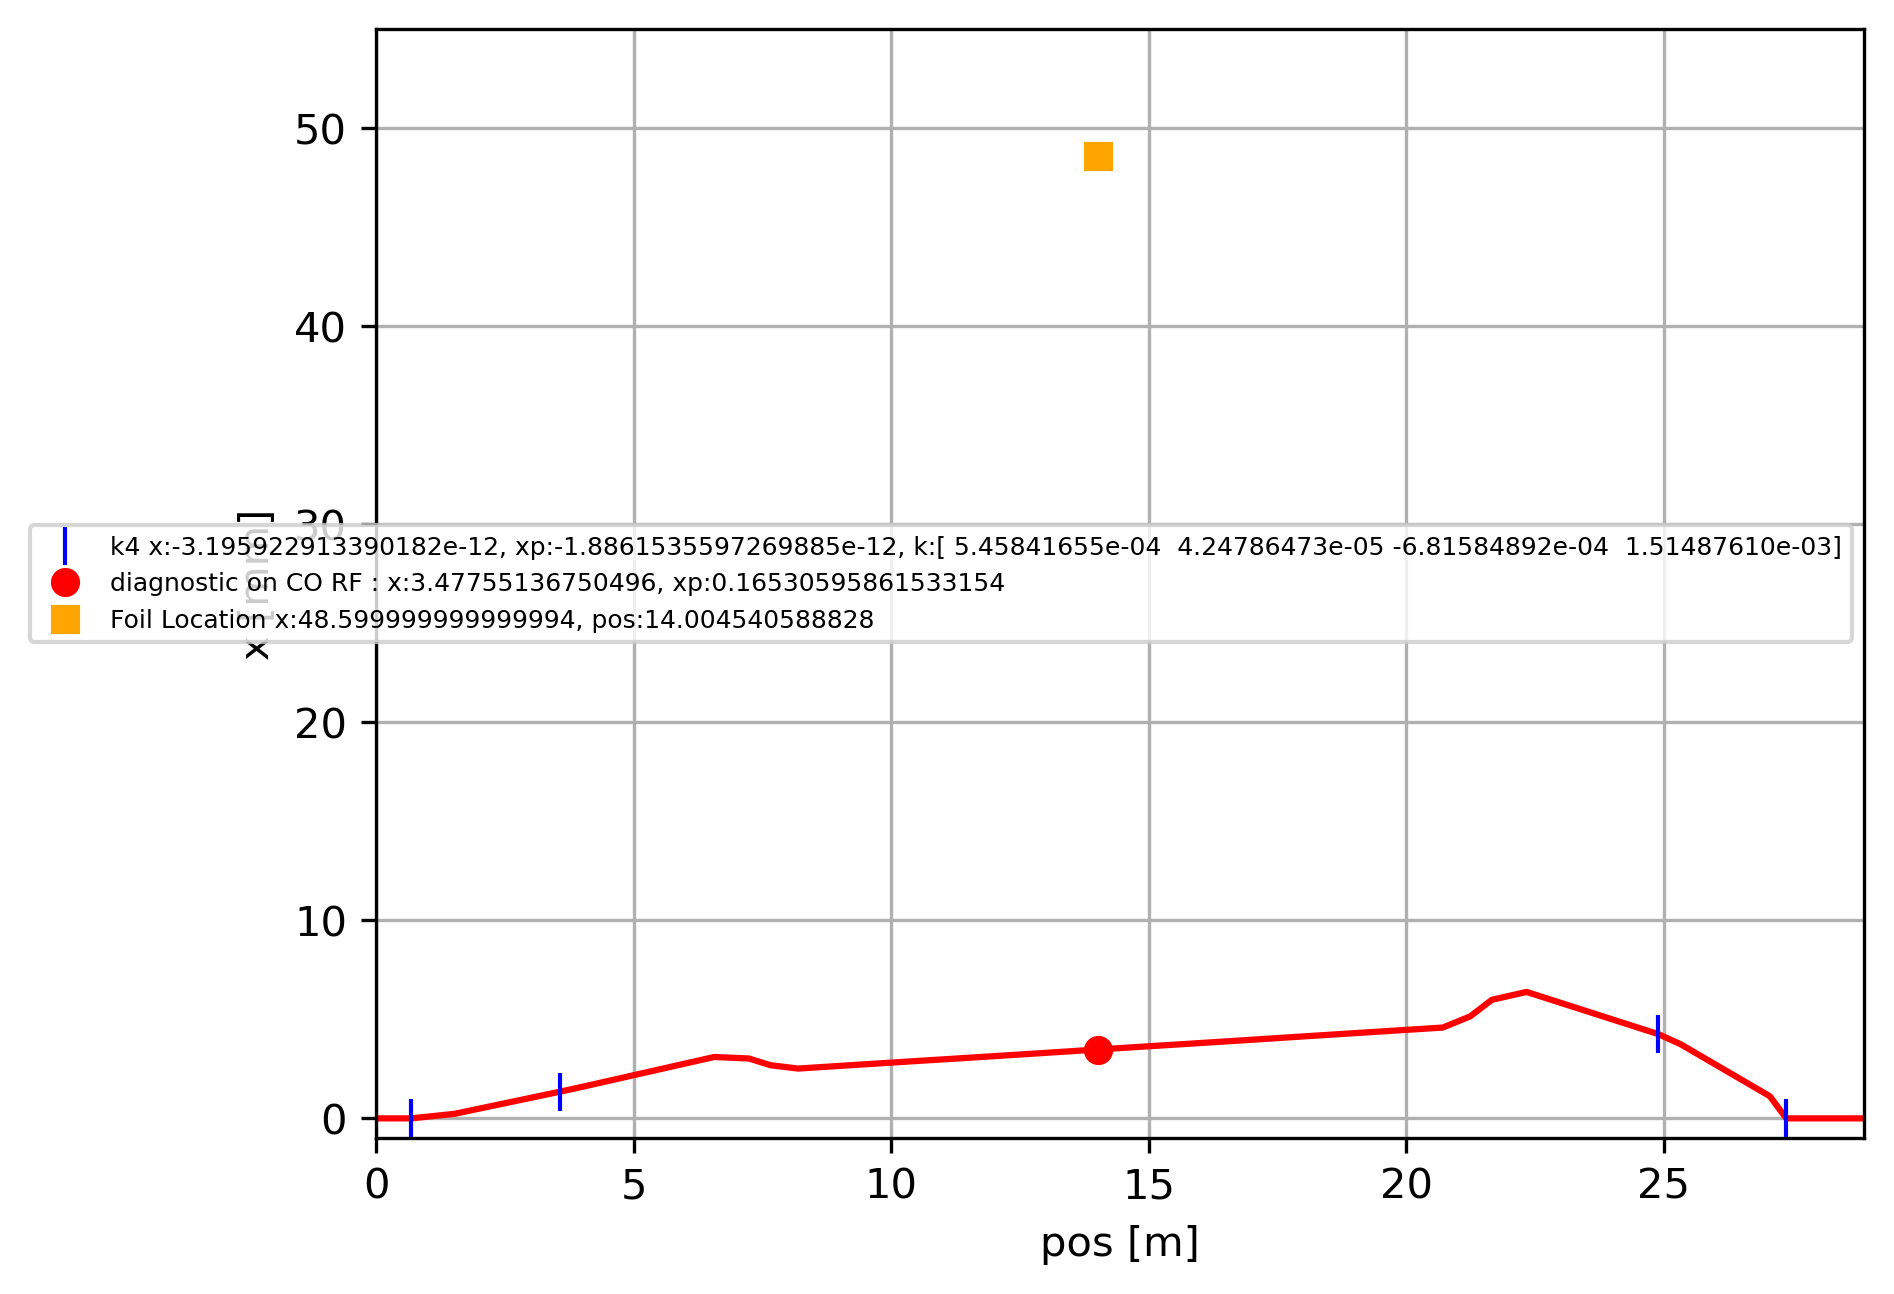 50
40
30
x [mm]
k4 x:-3.195922913390182e-12, xp:-1.8861535597269885e-12, k:[ 5.45841655e-04  4.24786473e-05 -6.81584892e-04  1.51487610e-03]
diagnostic on CO RF : x:3.47755136750496, xp:0.16530595861533154
Foil Location x:48.599999999999994, pos:14.004540588828
20
10
0
0 5 10 15 20 25
pos [m]